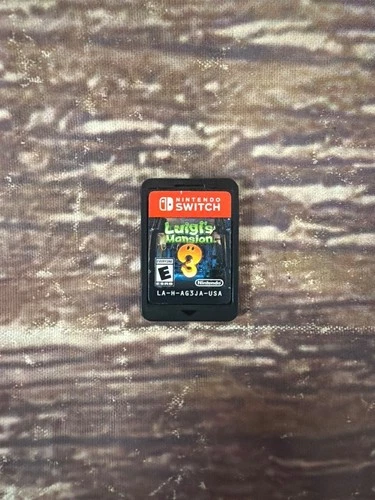 NINTENDO
SWITCH
Luigi's
Mansion
3
E
Nintendo
LA-H-AG3JA-USA